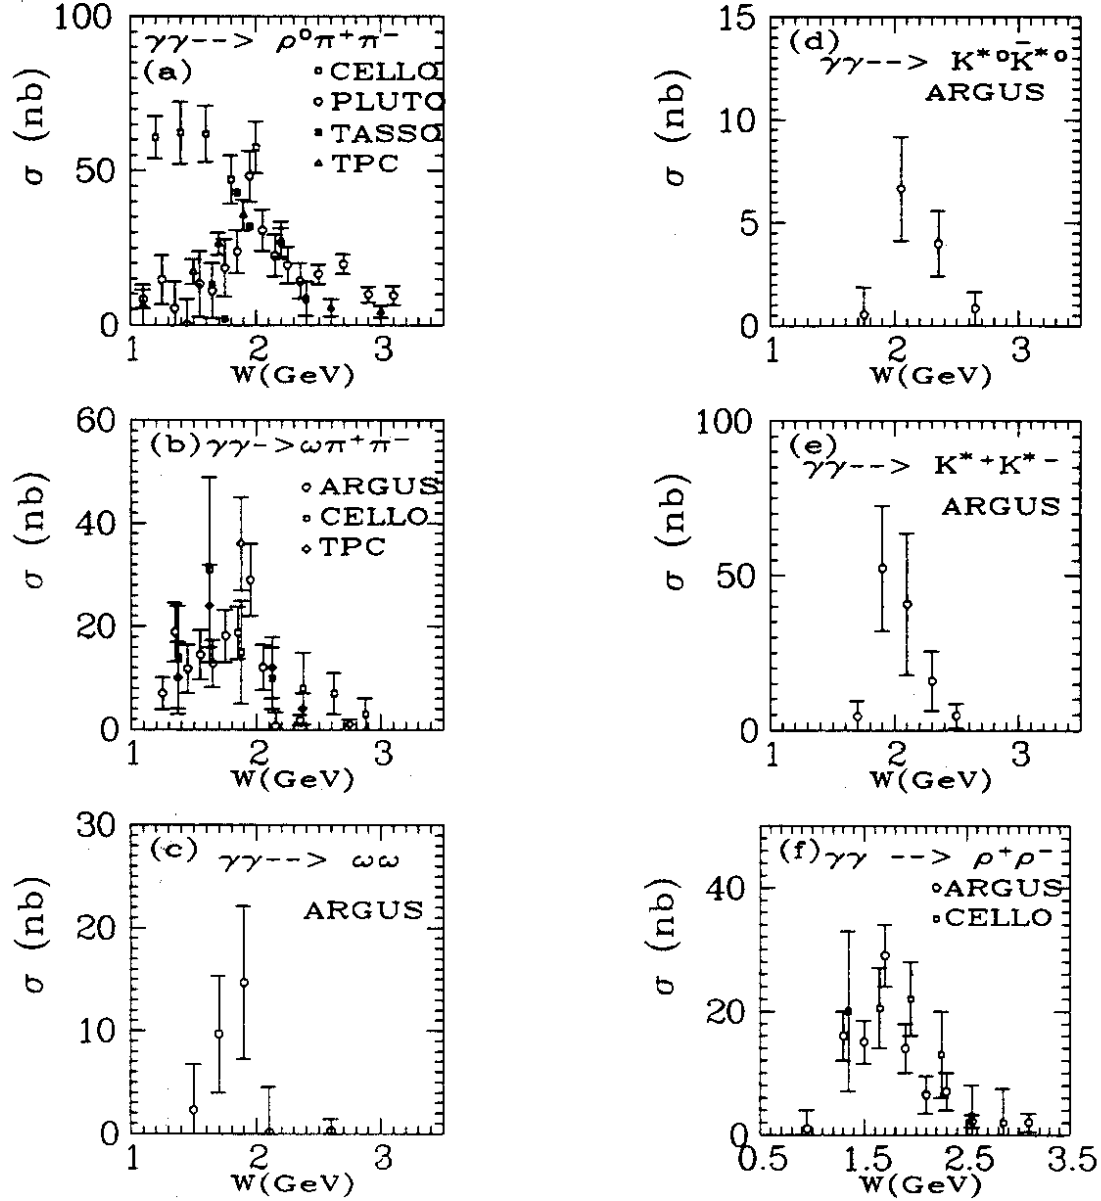 100
γγ--> ρ⁰π⁺π⁻
(a)
CELLO
PLUTO
TASSO
TPC
50
0
σ (nb)
1 2 3
W(GeV)
15
(d)
γγ--> K*⁰K̄*⁰
ARGUS
10
5
0
σ (nb)
1 2 3
W(GeV)
60
(b) γγ->ωπ⁺π⁻
ARGUS
CELLO
TPC
40
20
0
σ (nb)
1 2 3
W(GeV)
100
(e)
γγ--> K*⁺K*⁻
ARGUS
50
0
σ (nb)
1 2 3
W(GeV)
30
(c)
γγ--> ωω
ARGUS
20
10
0
σ (nb)
1 2 3
W(GeV)
(f) γγ --> ρ⁺ρ⁻
ARGUS
CELLO
40
20
0
σ (nb)
0.5 1.5 2.5 3.5
W(GeV)